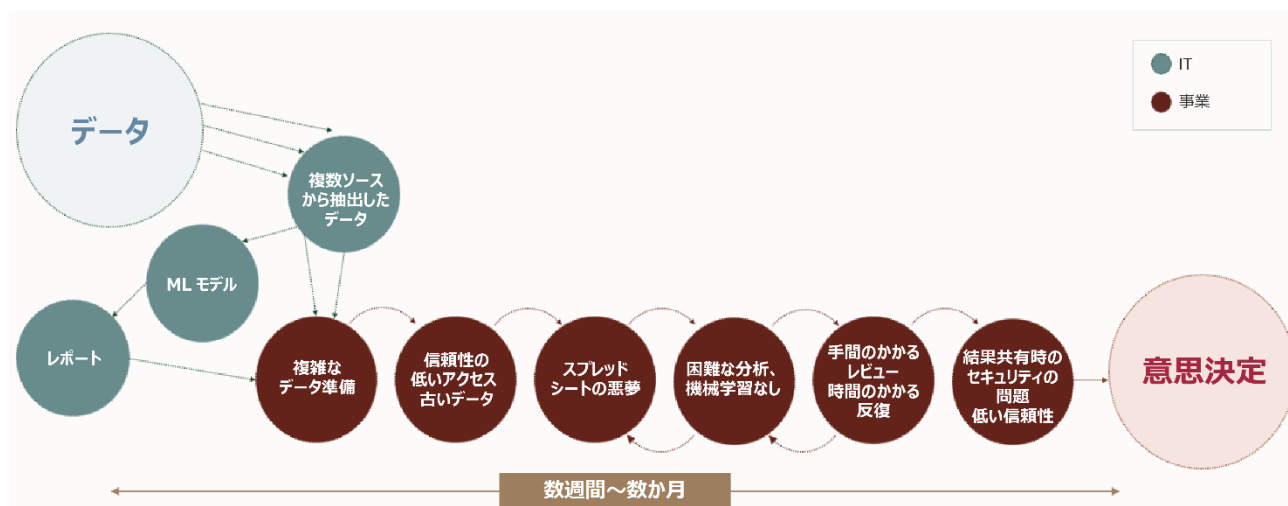 データ
IT
事業
複数ソース
から抽出した
データ
ML モデル
レポート
複雑な
データ準備
信頼性の
低いアクセス
古いデータ
スプレッド
シートの悪夢
困難な分析、
機械学習なし
手間のかかる
レビュー
時間のかかる
反復
結果共有時の
セキュリティの
問題
低い信頼性
意思決定
数週間～数か月